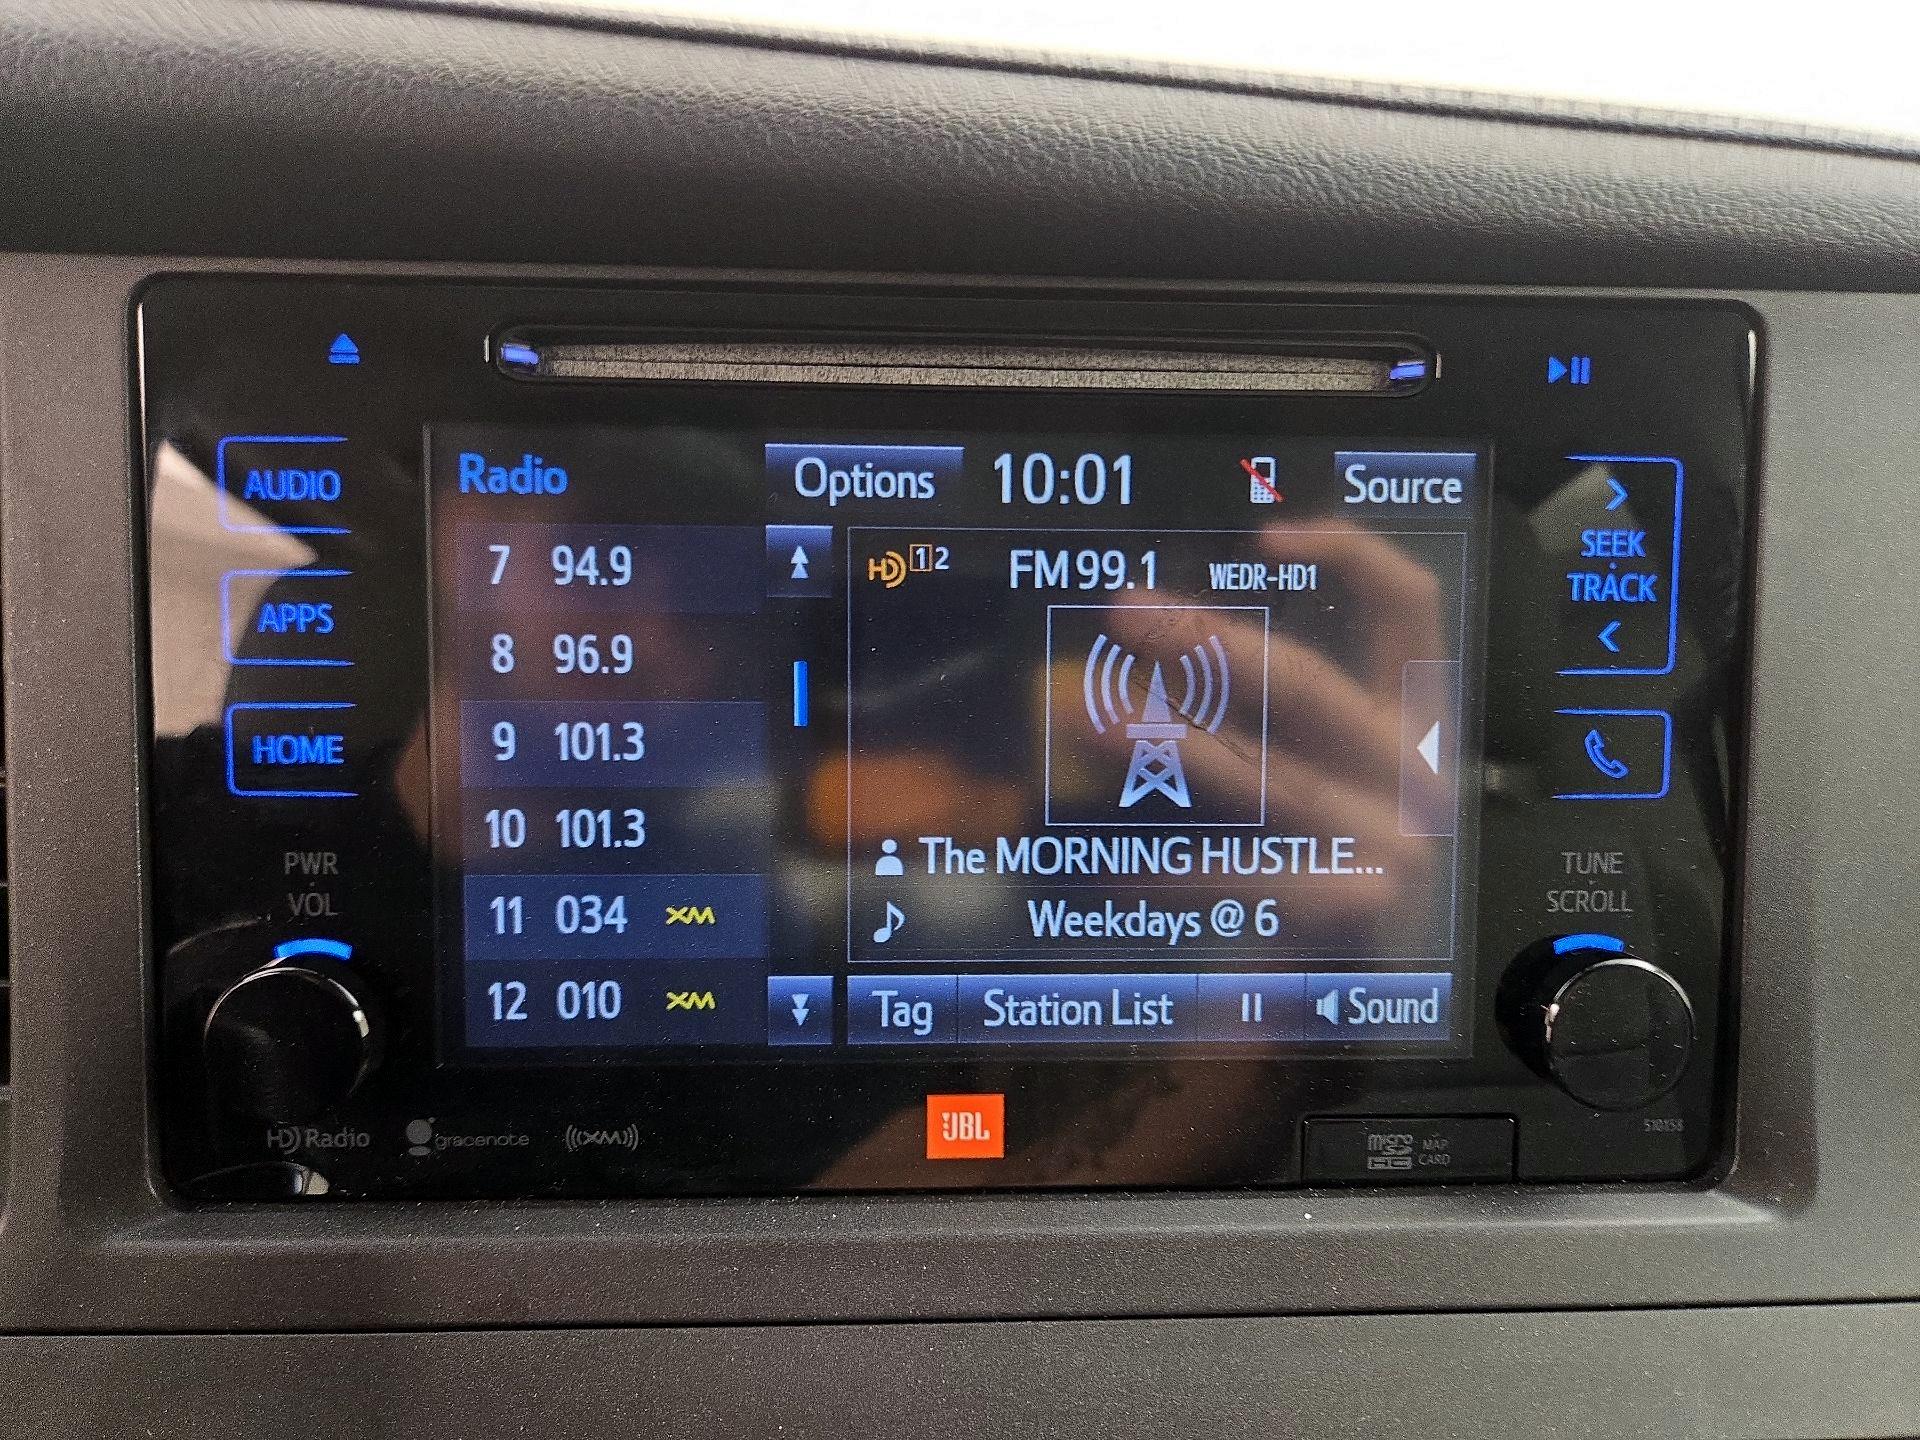 AUDIO
APPS
HOME
PWR
VOL
Radio
Options
10:01
Source
7 94.9
8 96.9
9 101.3
10 101.3
11 034 XM
12 010 XM
HD 1 2
FM 99.1 WEDR-HD1
The MORNING HUSTLE...
Weekdays @ 6
Tag
Station List
Sound
SEEK
TRACK
TUNE
SCROLL
HD Radio
gracenote
((XM))
JBL
micro
SD
HC
MAP
CARD
510158